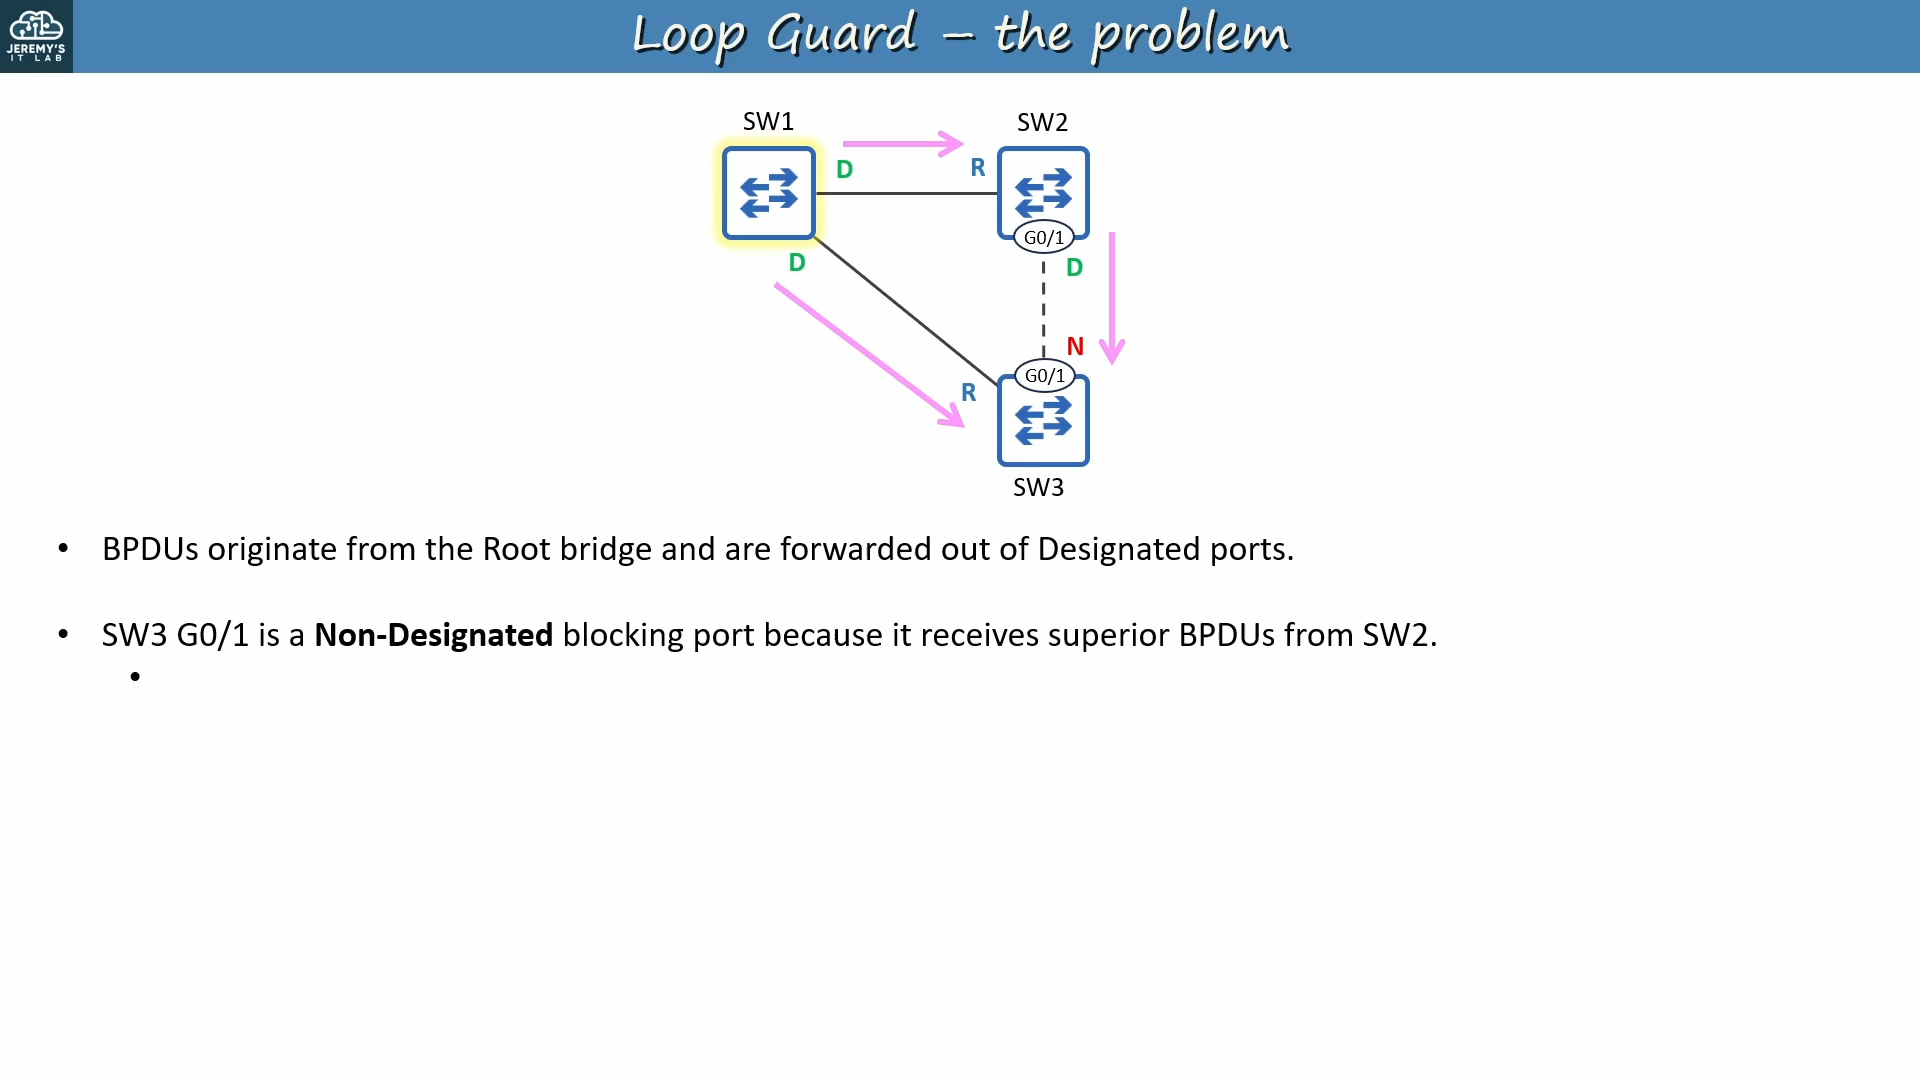 JEREMY'S
IT LAB
Loop Guard – the problem
SW1
SW2
D
R
G0/1
D
D
N
G0/1
R
SW3
• BPDUs originate from the Root bridge and are forwarded out of Designated ports.
• SW3 G0/1 is a Non-Designated blocking port because it receives superior BPDUs from SW2.
•